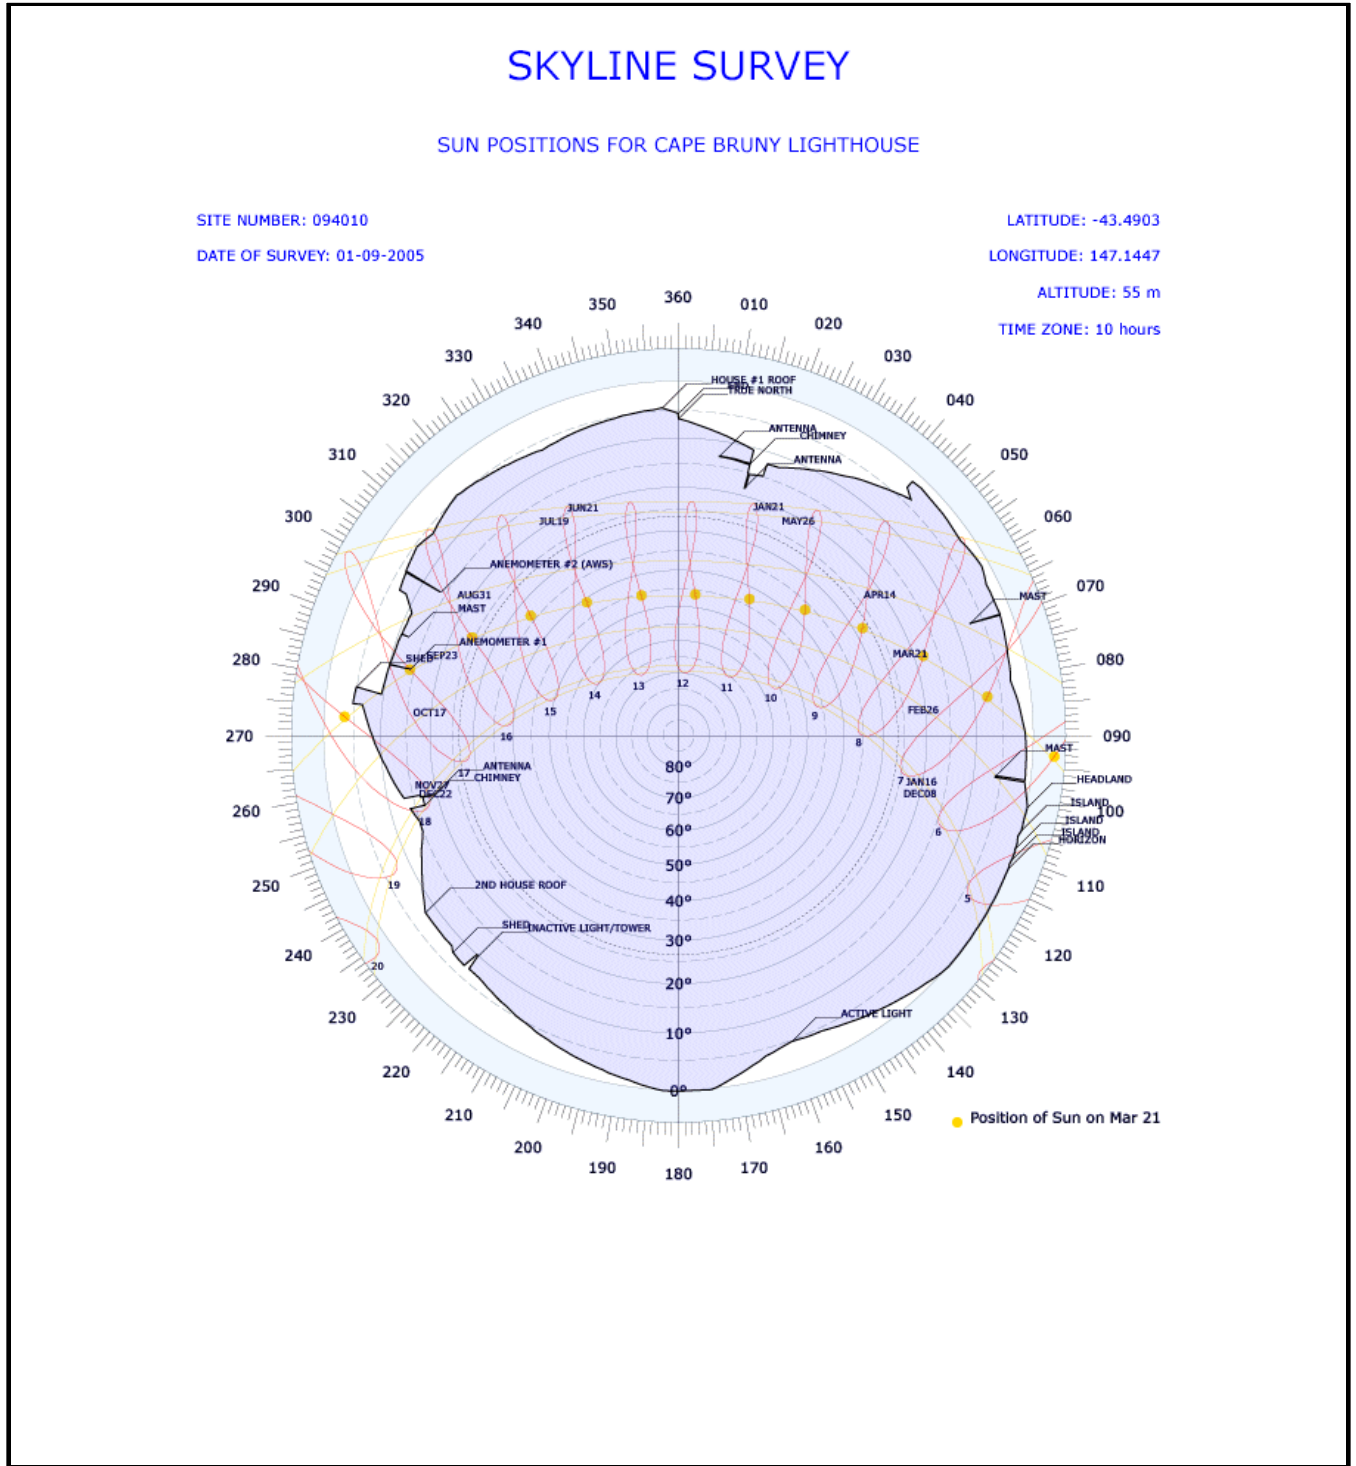 SKYLINE SURVEY
SUN POSITIONS FOR CAPE BRUNY LIGHTHOUSE
SITE NUMBER: 094010
LATITUDE: -43.4903
DATE OF SURVEY: 01-09-2005
LONGITUDE: 147.1447
ALTITUDE: 55 m
TIME ZONE: 10 hours
360
350
010
340
020
330
030
320
040
310
050
300
060
290
070
280
080
270
090
260
100
250
110
240
120
230
130
220
140
210
150
200
160
190
170
180
HOUSE #1 ROOF
TRUE NORTH
ANTENNA
CHIMNEY
ANTENNA
JUN21
JAN21
JUL19
MAY26
ANEMOMETER #2 (AWS)
AUG31
APR14
MAST
MAST
ANEMOMETER #1
SHED
SEP23
MAR21
OCT17
FEB26
MAST
ANTENNA
CHIMNEY
NOV27
DEC22
JAN16
DEC08
HEADLAND
ISLAND
ISLAND
ISLAND
HORIZON
2ND HOUSE ROOF
SHED
INACTIVE LIGHT/TOWER
ACTIVE LIGHT
20
19
18
17
16
15
14
13
12
11
10
9
8
7
6
5
80°
70°
60°
50°
40°
30°
20°
10°
0°
Position of Sun on Mar 21